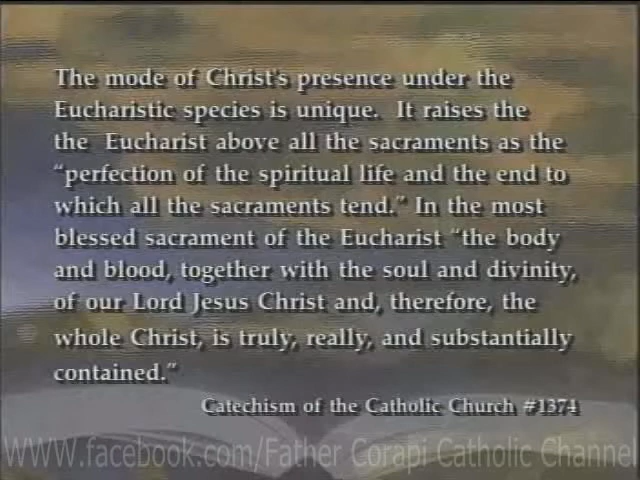 The mode of Christ's presence under the
Eucharistic species is unique. It raises the
the Eucharist above all the sacraments as the
“perfection of the spiritual life and the end to
which all the sacraments tend.” In the most
blessed sacrament of the Eucharist “the body
and blood, together with the soul and divinity,
of our Lord Jesus Christ and, therefore, the
whole Christ, is truly, really, and substantially
contained.”
Catechism of the Catholic Church #1374
WWW.facebook.com/Father Corapi Catholic Channel